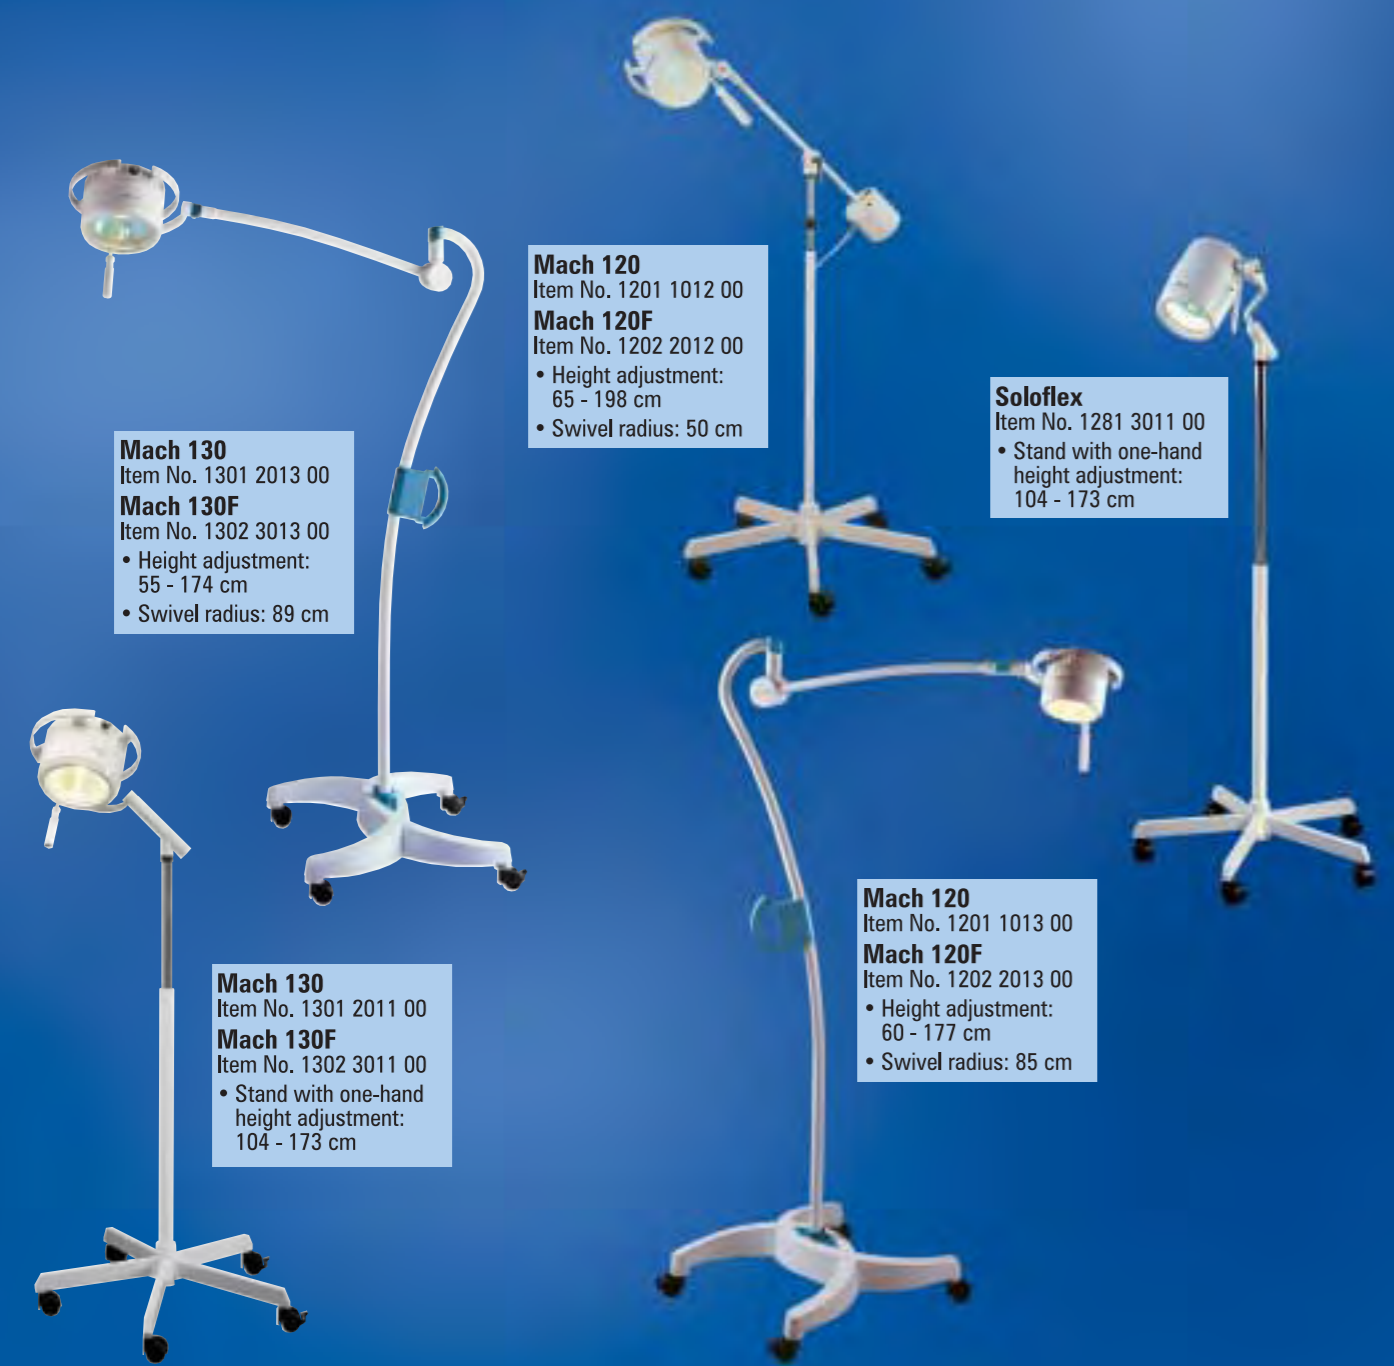 Mach 120
Item No. 1201 1012 00
Mach 120F
Item No. 1202 2012 00
• Height adjustment:
65 - 198 cm
• Swivel radius: 50 cm
Soloflex
Item No. 1281 3011 00
• Stand with one-hand
height adjustment:
104 - 173 cm
Mach 130
Item No. 1301 2013 00
Mach 130F
Item No. 1302 3013 00
• Height adjustment:
55 - 174 cm
• Swivel radius: 89 cm
Mach 120
Item No. 1201 1013 00
Mach 120F
Item No. 1202 2013 00
• Height adjustment:
60 - 177 cm
• Swivel radius: 85 cm
Mach 130
Item No. 1301 2011 00
Mach 130F
Item No. 1302 3011 00
• Stand with one-hand
height adjustment:
104 - 173 cm